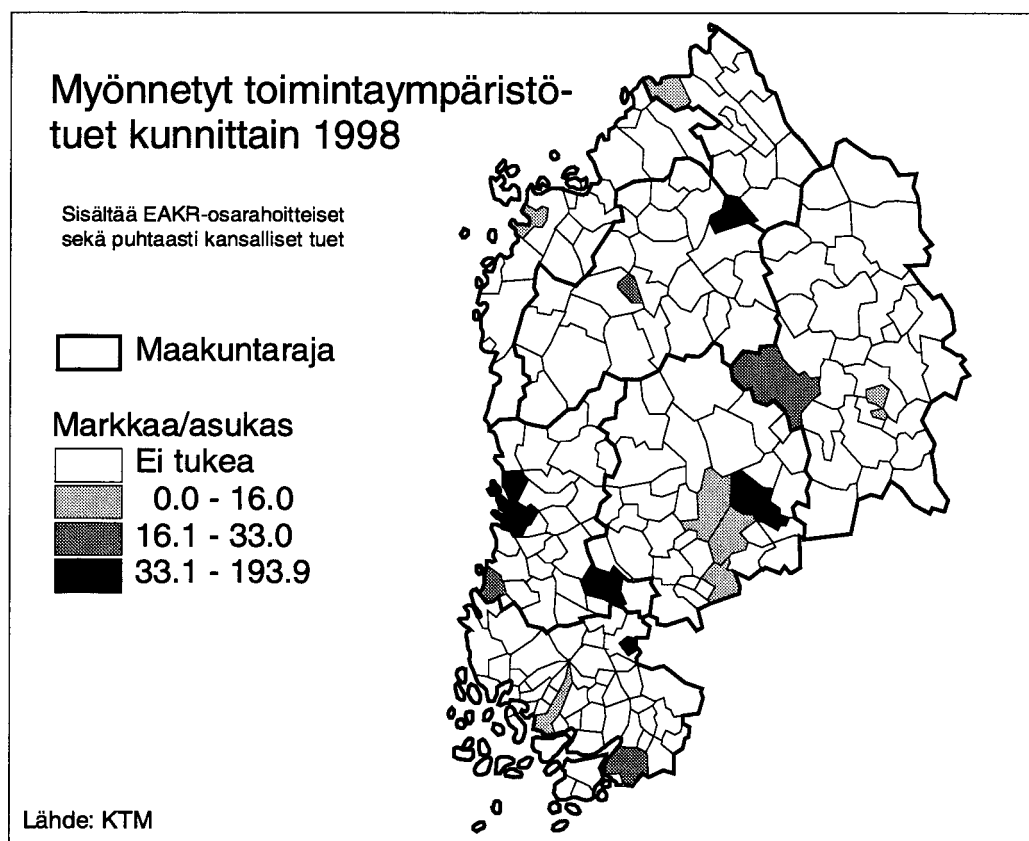 Myönnetyt toimintaympäristö-
tuet kunnittain 1998
Sisältää EAKR-osarahoitteiset
sekä puhtaasti kansalliset tuet
Maakuntaraja
Markkaa/asukas
Ei tukea
0.0 - 16.0
16.1 - 33.0
33.1 - 193.9
Lähde: KTM